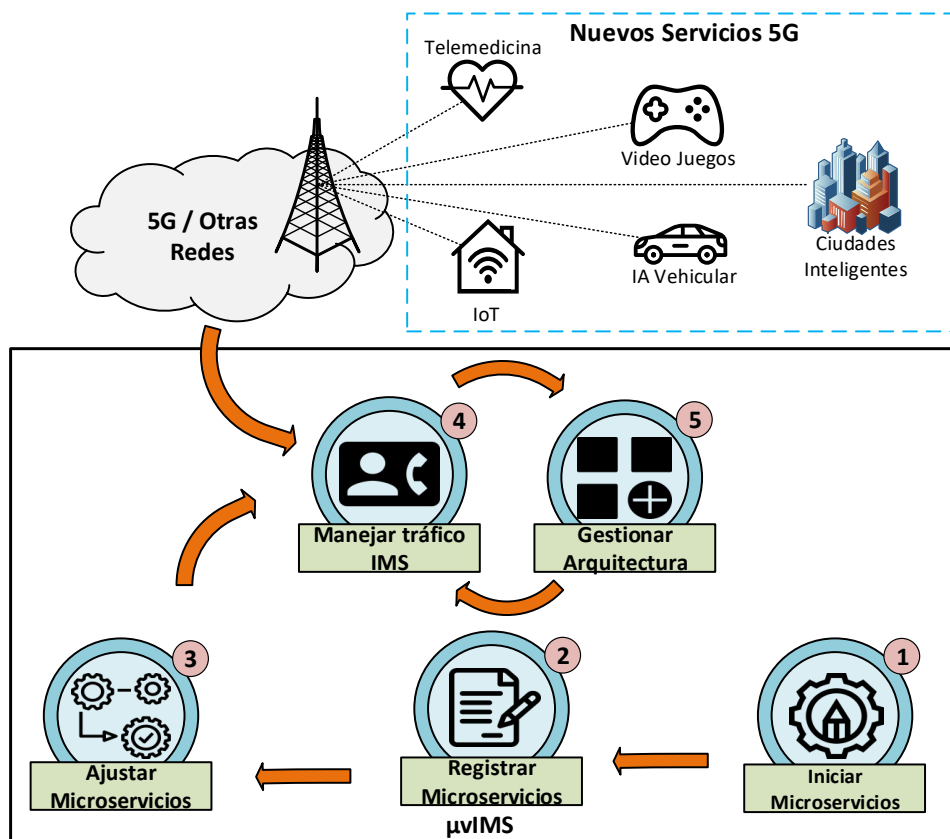 Nuevos Servicios 5G
Telemedicina
Video Juegos
5G / Otras
Redes
Ciudades
Inteligentes
IA Vehicular
IoT
4
5
Manejar tráfico
IMS
Gestionar
Arquitectura
3
2
1
Ajustar
Microservicios
Registrar
Microservicios
Iniciar
Microservicios
μvIMS